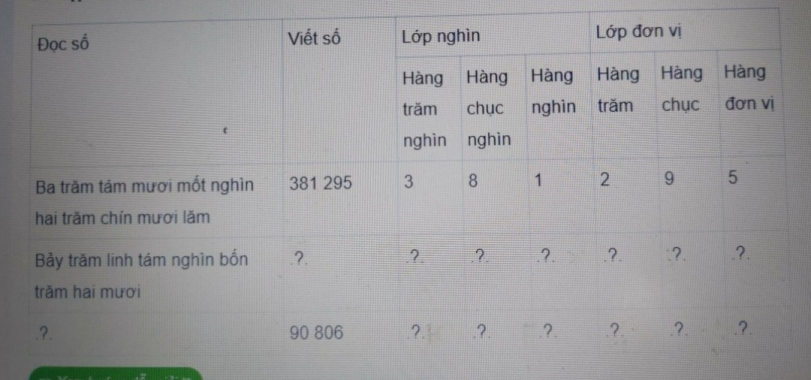 Đọc số Viết số Lớp nghìn Lớp đơn vị
Hàng Hàng Hàng Hàng Hàng Hàng
trăm chục nghìn trăm chục đơn vị
nghìn nghìn
Ba trăm tám mươi mốt nghìn 381 295 3 8 1 2 9 5
hai trăm chín mươi lăm
Bảy trăm linh tám nghìn bốn .?. .?. .?. .?. .?. .?. .?.
trăm hai mươi
.?. 90 806 .?. .?. .?. .?. .?. .?.